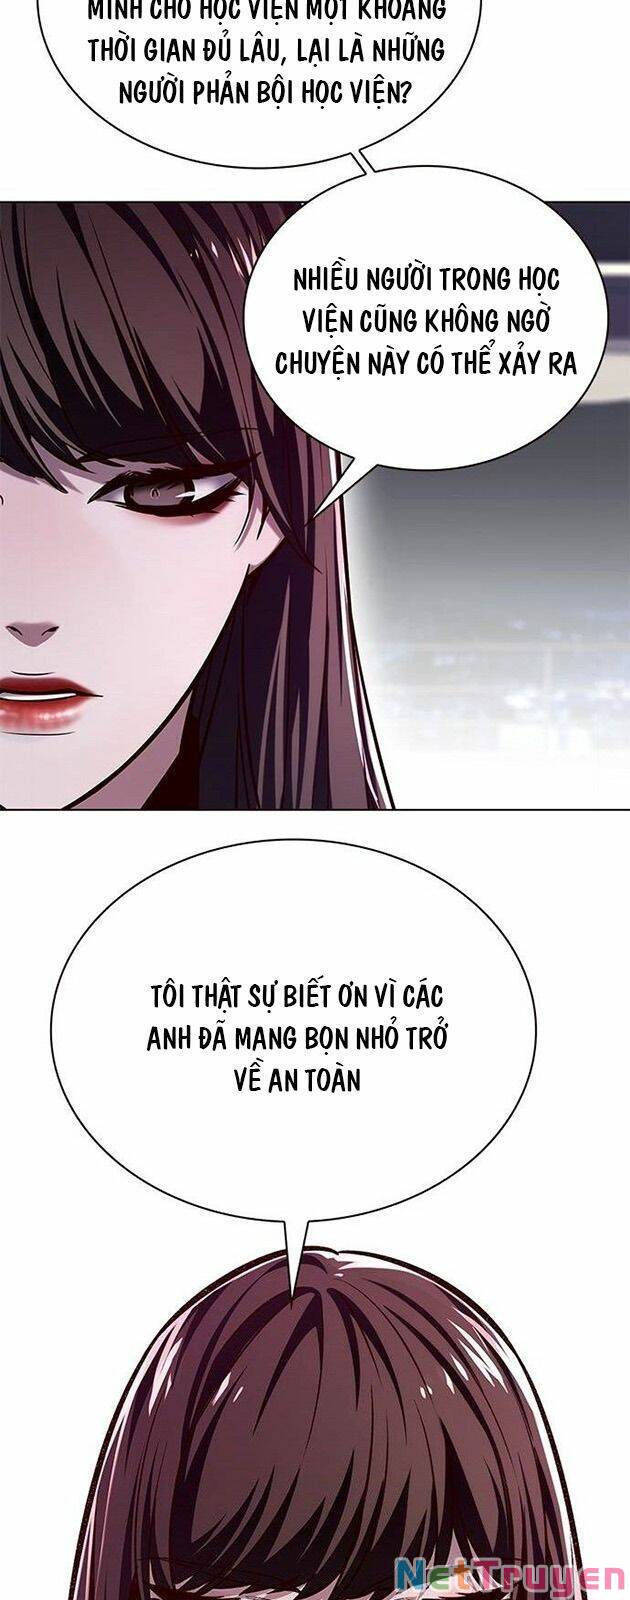 MÌNH CHO HỌC VIỆN MỘT KHOẢNG
THỜI GIAN ĐỦ LÂU, LẠI LÀ NHỮNG
NGƯỜI PHẢN BỘI HỌC VIỆN?
NHIỀU NGƯỜI TRONG HỌC
VIỆN CŨNG KHÔNG NGỜ
CHUYỆN NÀY CÓ THỂ XẢY RA
TÔI THẬT SỰ BIẾT ƠN VÌ CÁC
ANH ĐÃ MANG BỌN NHỎ TRỞ
VỀ AN TOÀN
NetTruyen